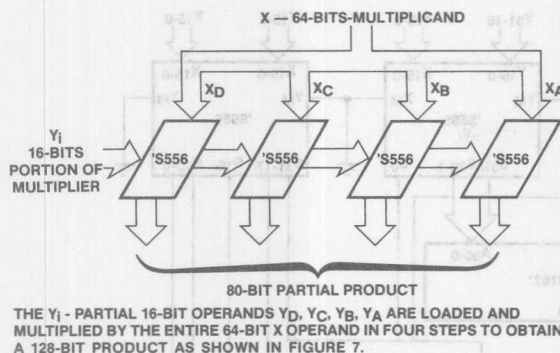 X — 64-BITS-MULTIPLICAND
XD XC XB XA
Yi
16-BITS
PORTION OF
MULTIPLIER
'S556 'S556 'S556 'S556
80-BIT PARTIAL PRODUCT
THE Yi - PARTIAL 16-BIT OPERANDS YD, YC, YB, YA ARE LOADED AND
MULTIPLIED BY THE ENTIRE 64-BIT X OPERAND IN FOUR STEPS TO OBTAIN
A 128-BIT PRODUCT AS SHOWN IN FIGURE 7.